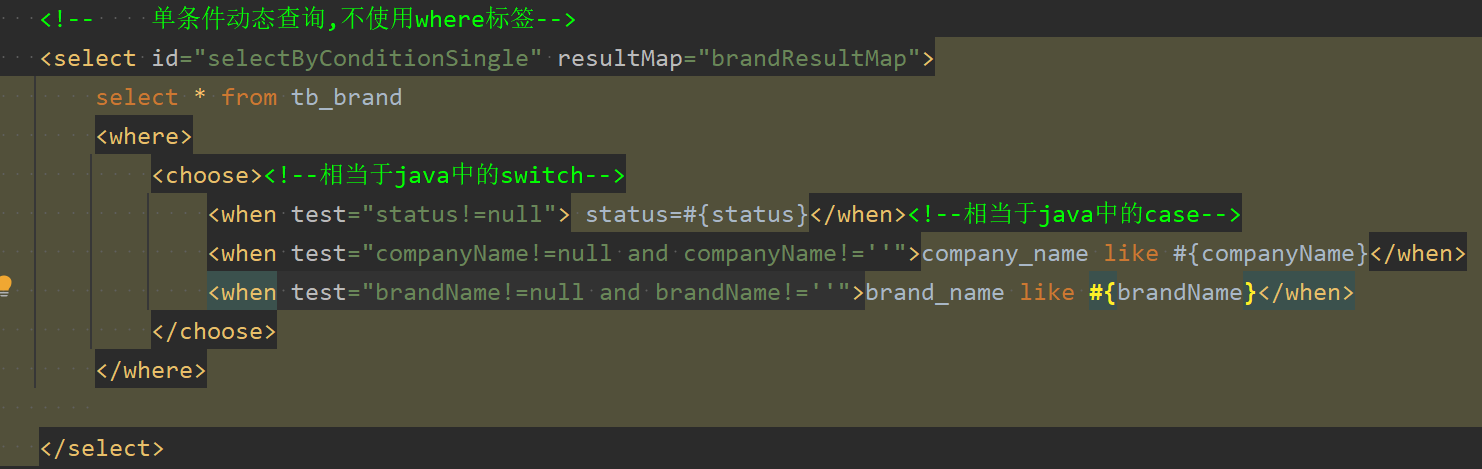 <!-- 单条件动态查询,不使用where标签-->
<select id="selectByConditionSingle" resultMap="brandResultMap">
select * from tb_brand
<where>
<choose><!--相当于java中的switch-->
<when test="status!=null"> status=#{status}</when><!--相当于java中的case-->
<when test="companyName!=null and companyName!=''">company_name like #{companyName}</when>
<when test="brandName!=null and brandName!=''">brand_name like #{brandName}</when>
</choose>
</where>
</select>